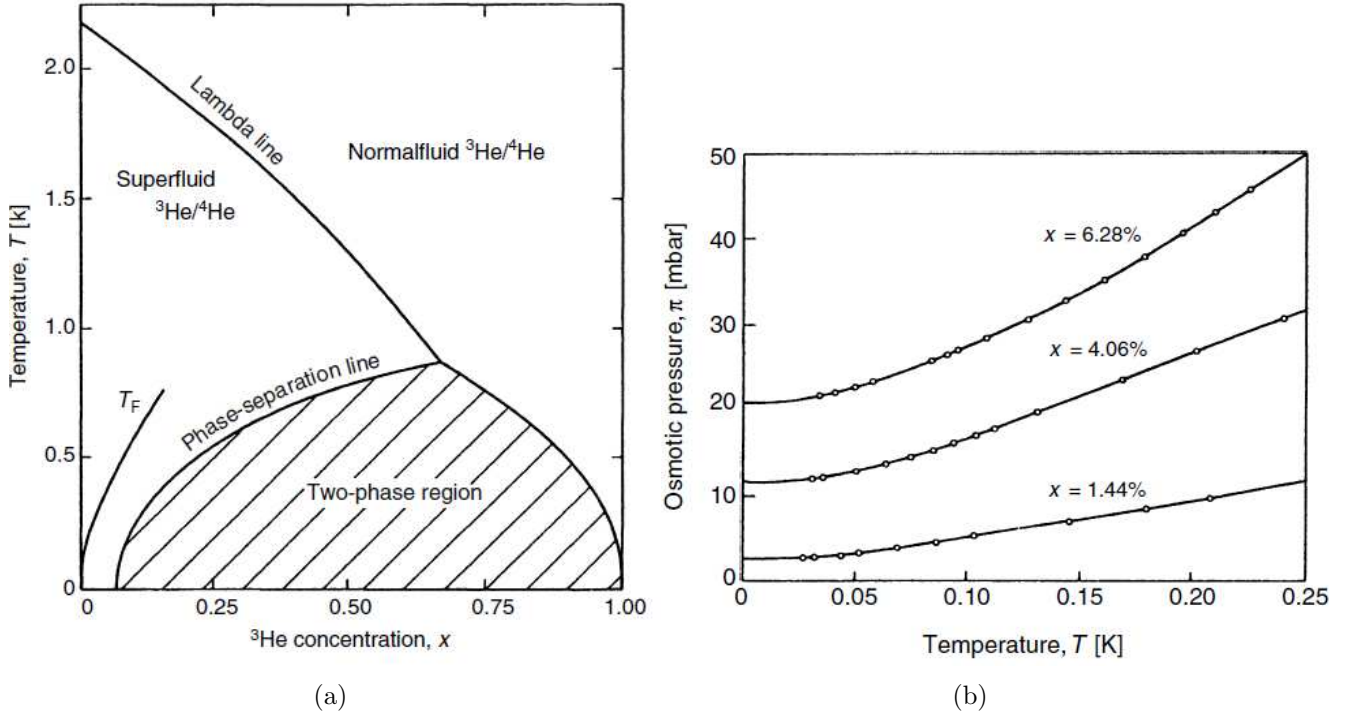 Temperature, T [k]
2.0
1.5
1.0
0.5
0
Lambda line
Normalfluid ³He/⁴He
Superfluid
³He/⁴He
T_F
Phase-separation line
Two-phase region
0
0.25
0.50
0.75
1.00
³He concentration, x
(a)
Osmotic pressure, π [mbar]
50
40
30
20
10
0
x = 6.28%
x = 4.06%
x = 1.44%
0
0.05
0.10
0.15
0.20
0.25
Temperature, T [K]
(b)